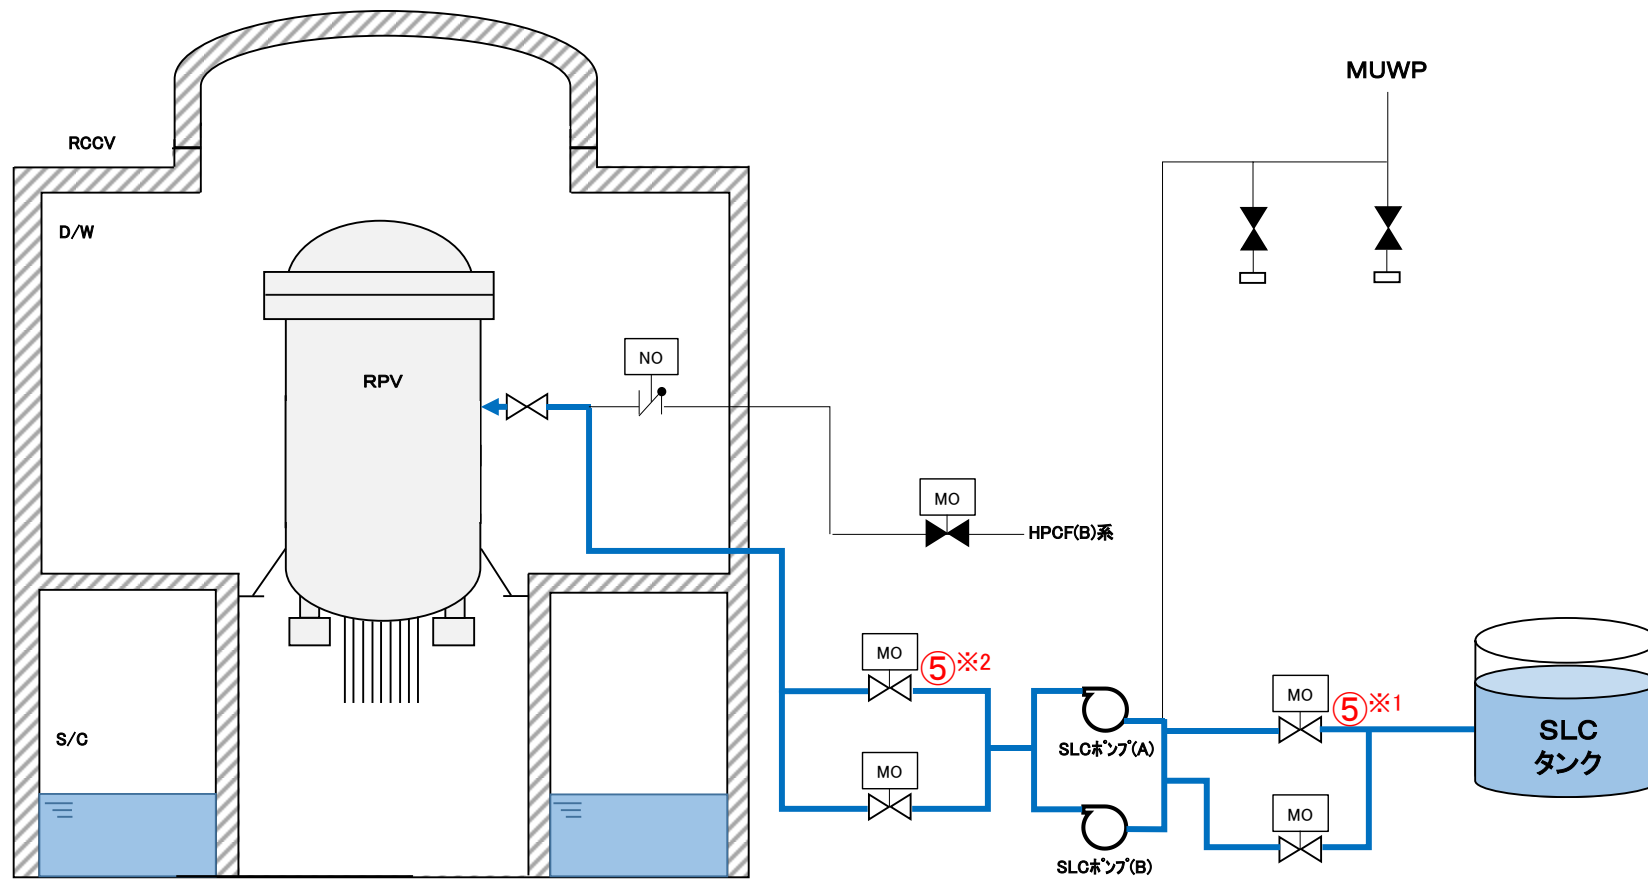 MUWP
RCCV
D/W
NO
RPV
MO
HPCF(B)系
MO
⑤※2
MO
⑤※1
S/C
SLCポンプ(A)
SLC
タンク
MO
MO
SLCポンプ(B)